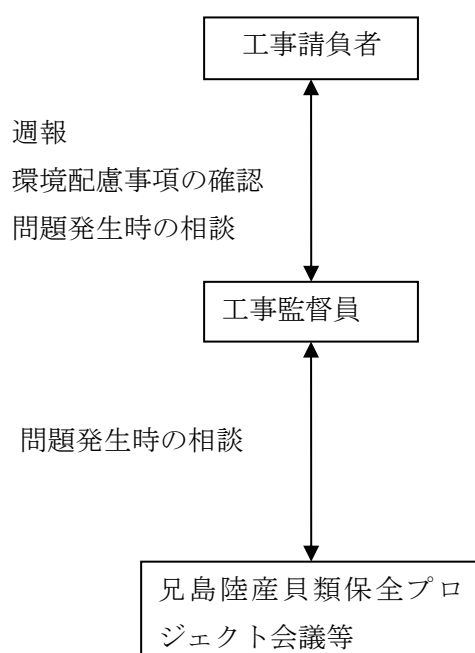 工事請負者
週報
環境配慮事項の確認
問題発生時の相談
工事監督員
問題発生時の相談
兄島陸産貝類保全プロ
ジェクト会議等